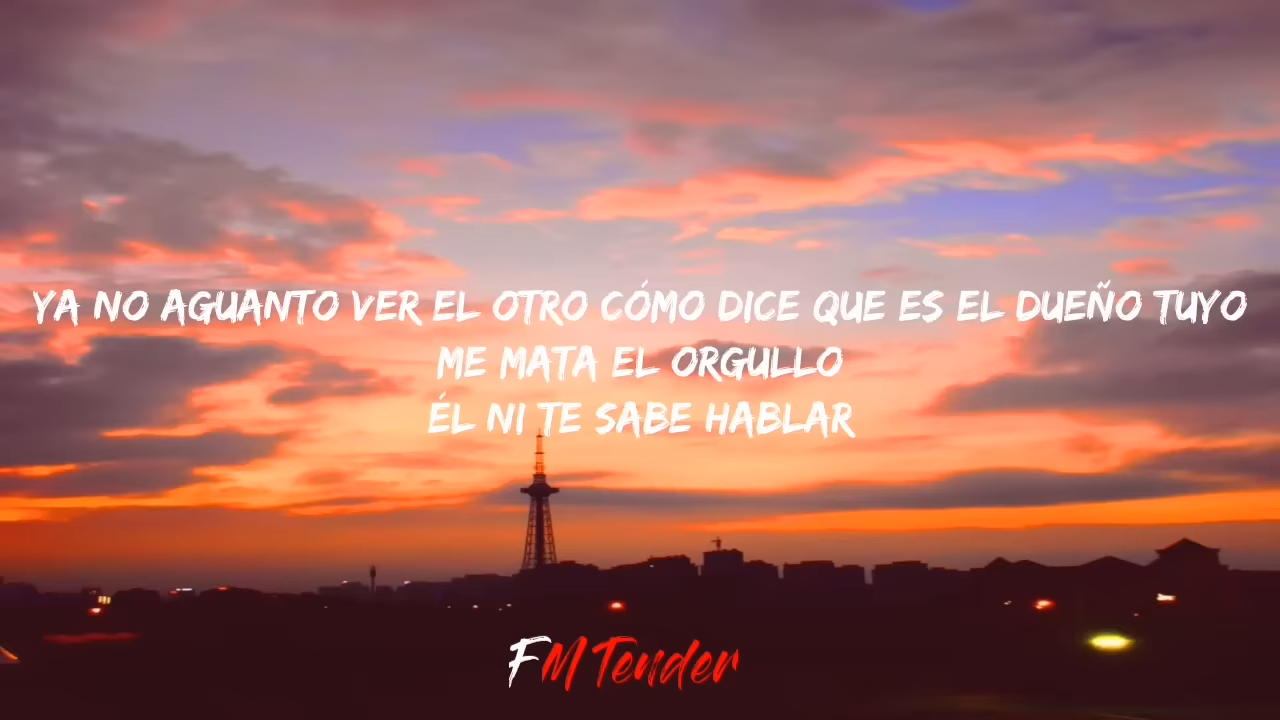 YA NO AGUANTO VER EL OTRO CÓMO DICE QUE ES EL DUEÑO TUYO
ME MATA EL ORGULLO
ÉL NI TE SABE HABLAR
FM Tender